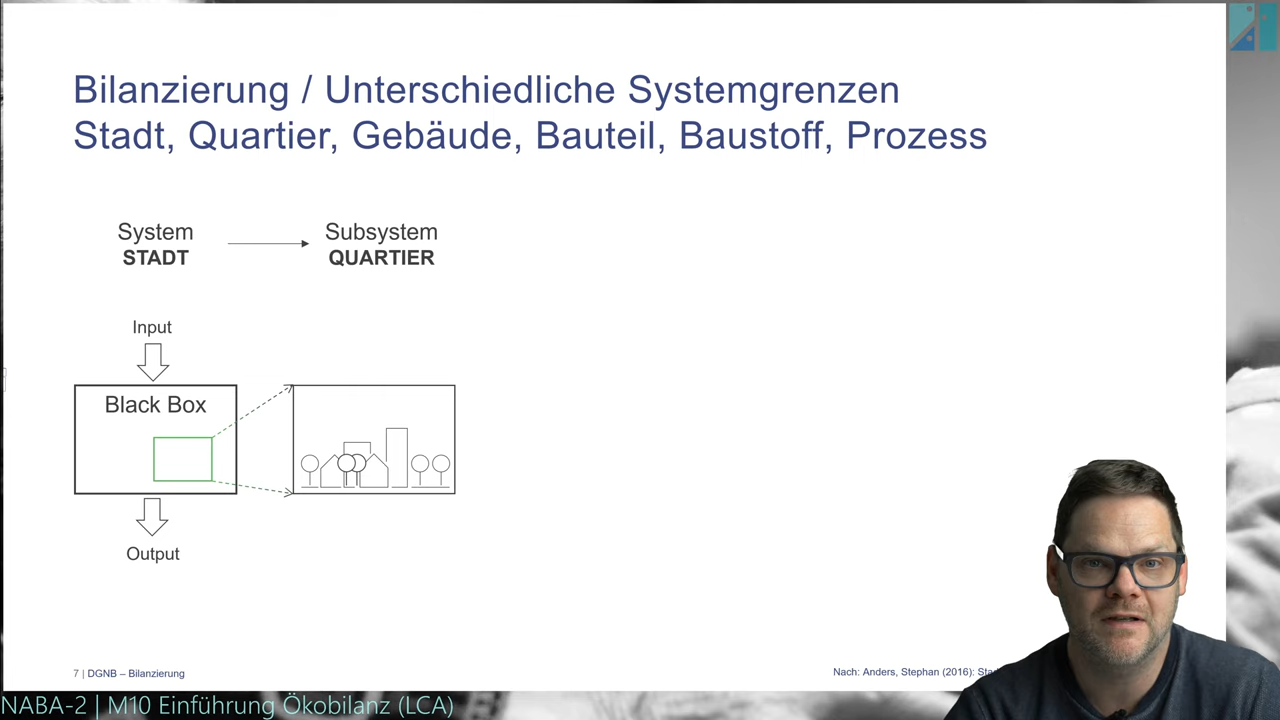 Bilanzierung / Unterschiedliche Systemgrenzen
Stadt, Quartier, Gebäude, Bauteil, Baustoff, Prozess
System
STADT
Subsystem
QUARTIER
Input
Black Box
Output
7 | DGNB – Bilanzierung
Nach: Anders, Stephan (2016):
NABA-2 | M10 Einführung Ökobilanz (LCA)